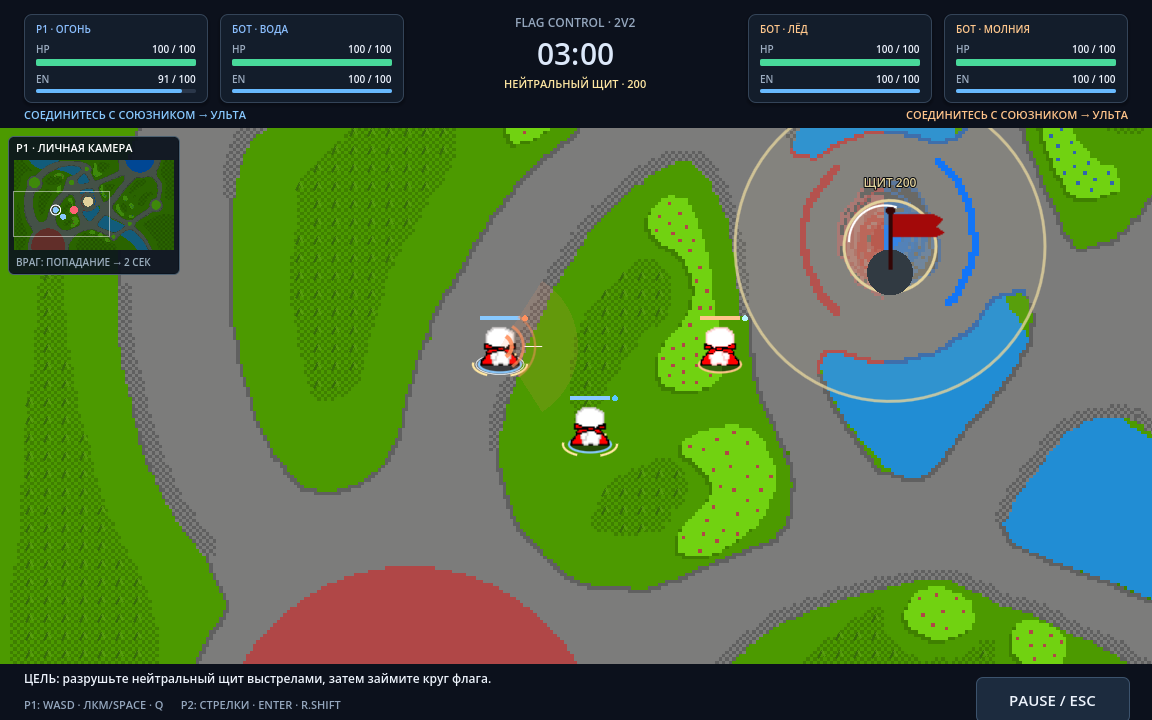 P1 · ОГОНЬ
HP 100 / 100
EN 91 / 100
БОТ · ВОДА
HP 100 / 100
EN 100 / 100
FLAG CONTROL · 2V2
03:00
НЕЙТРАЛЬНЫЙ ЩИТ · 200
БОТ · ЛЁД
HP 100 / 100
EN 100 / 100
БОТ · МОЛНИЯ
HP 100 / 100
EN 100 / 100
СОЕДИНИТЕСЬ С СОЮЗНИКОМ → УЛЬТА
СОЕДИНИТЕСЬ С СОЮЗНИКОМ → УЛЬТА
P1 · ЛИЧНАЯ КАМЕРА
ВРАГ: ПОПАДАНИЕ → 2 СЕК
ЩИТ 200
ЦЕЛЬ: разрушьте нейтральный щит выстрелами, затем займите круг флага.
P1: WASD · ЛКМ/SPACE · Q P2: СТРЕЛКИ · ENTER · R.SHIFT
PAUSE / ESC